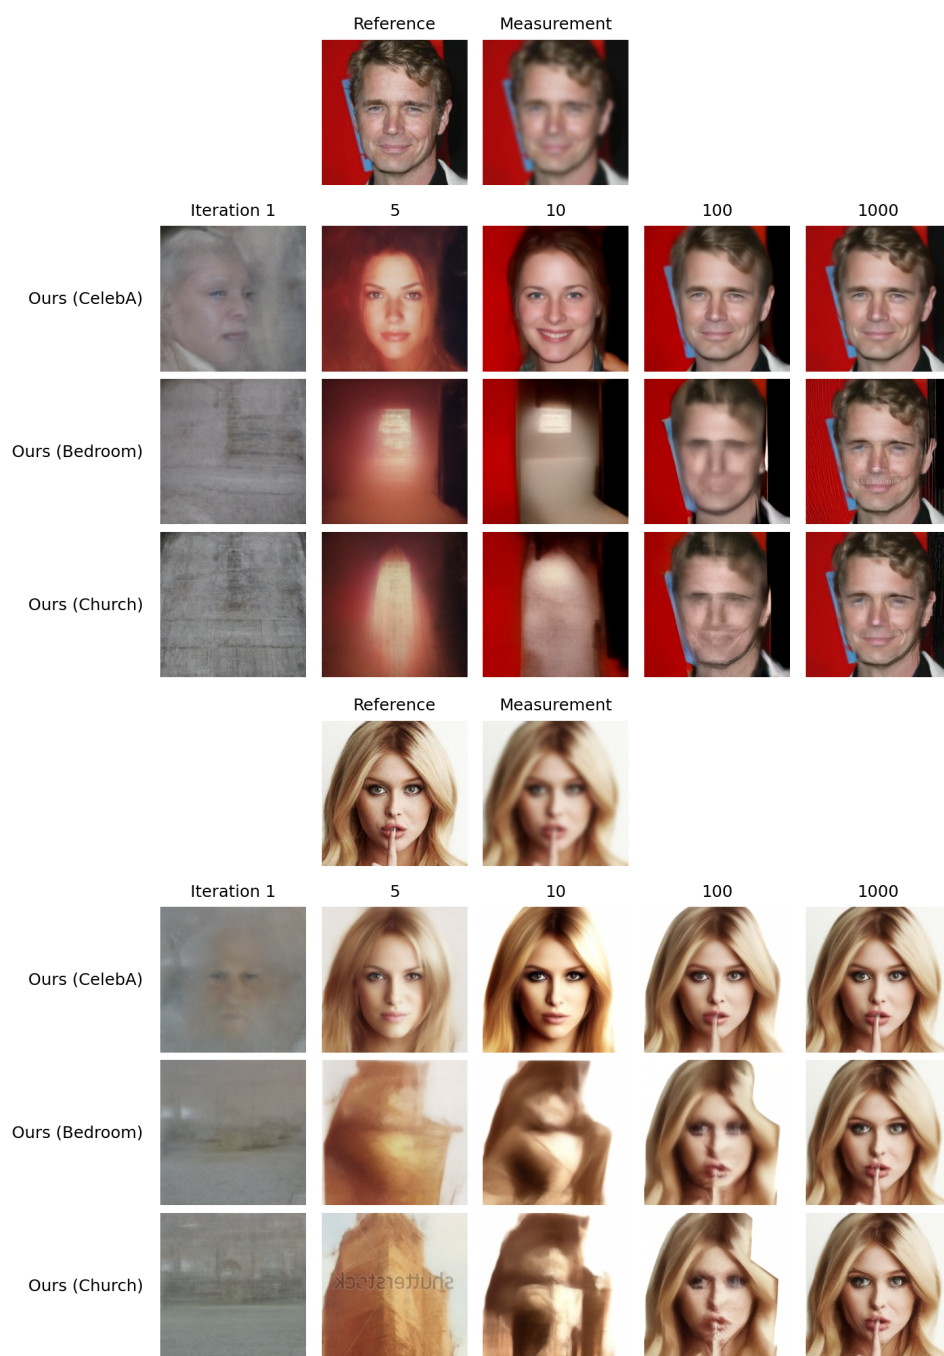 Reference Measurement
Iteration 1 5 10 100 1000
Ours (CelebA)
Ours (Bedroom)
Ours (Church)
Reference Measurement
Iteration 1 5 10 100 1000
Ours (CelebA)
Ours (Bedroom)
Ours (Church)
shutterstock